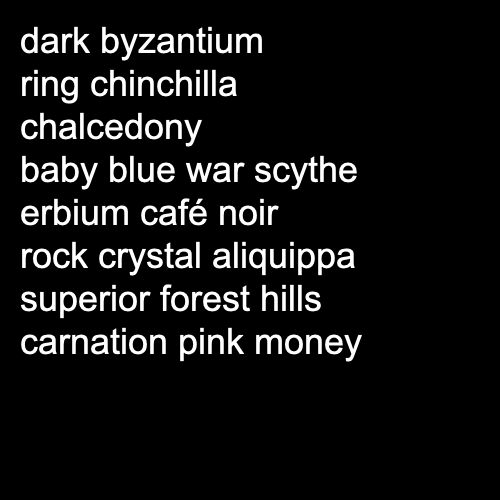 dark byzantium
ring chinchilla
chalcedony
baby blue war scythe
erbium café noir
rock crystal aliquippa
superior forest hills
carnation pink money